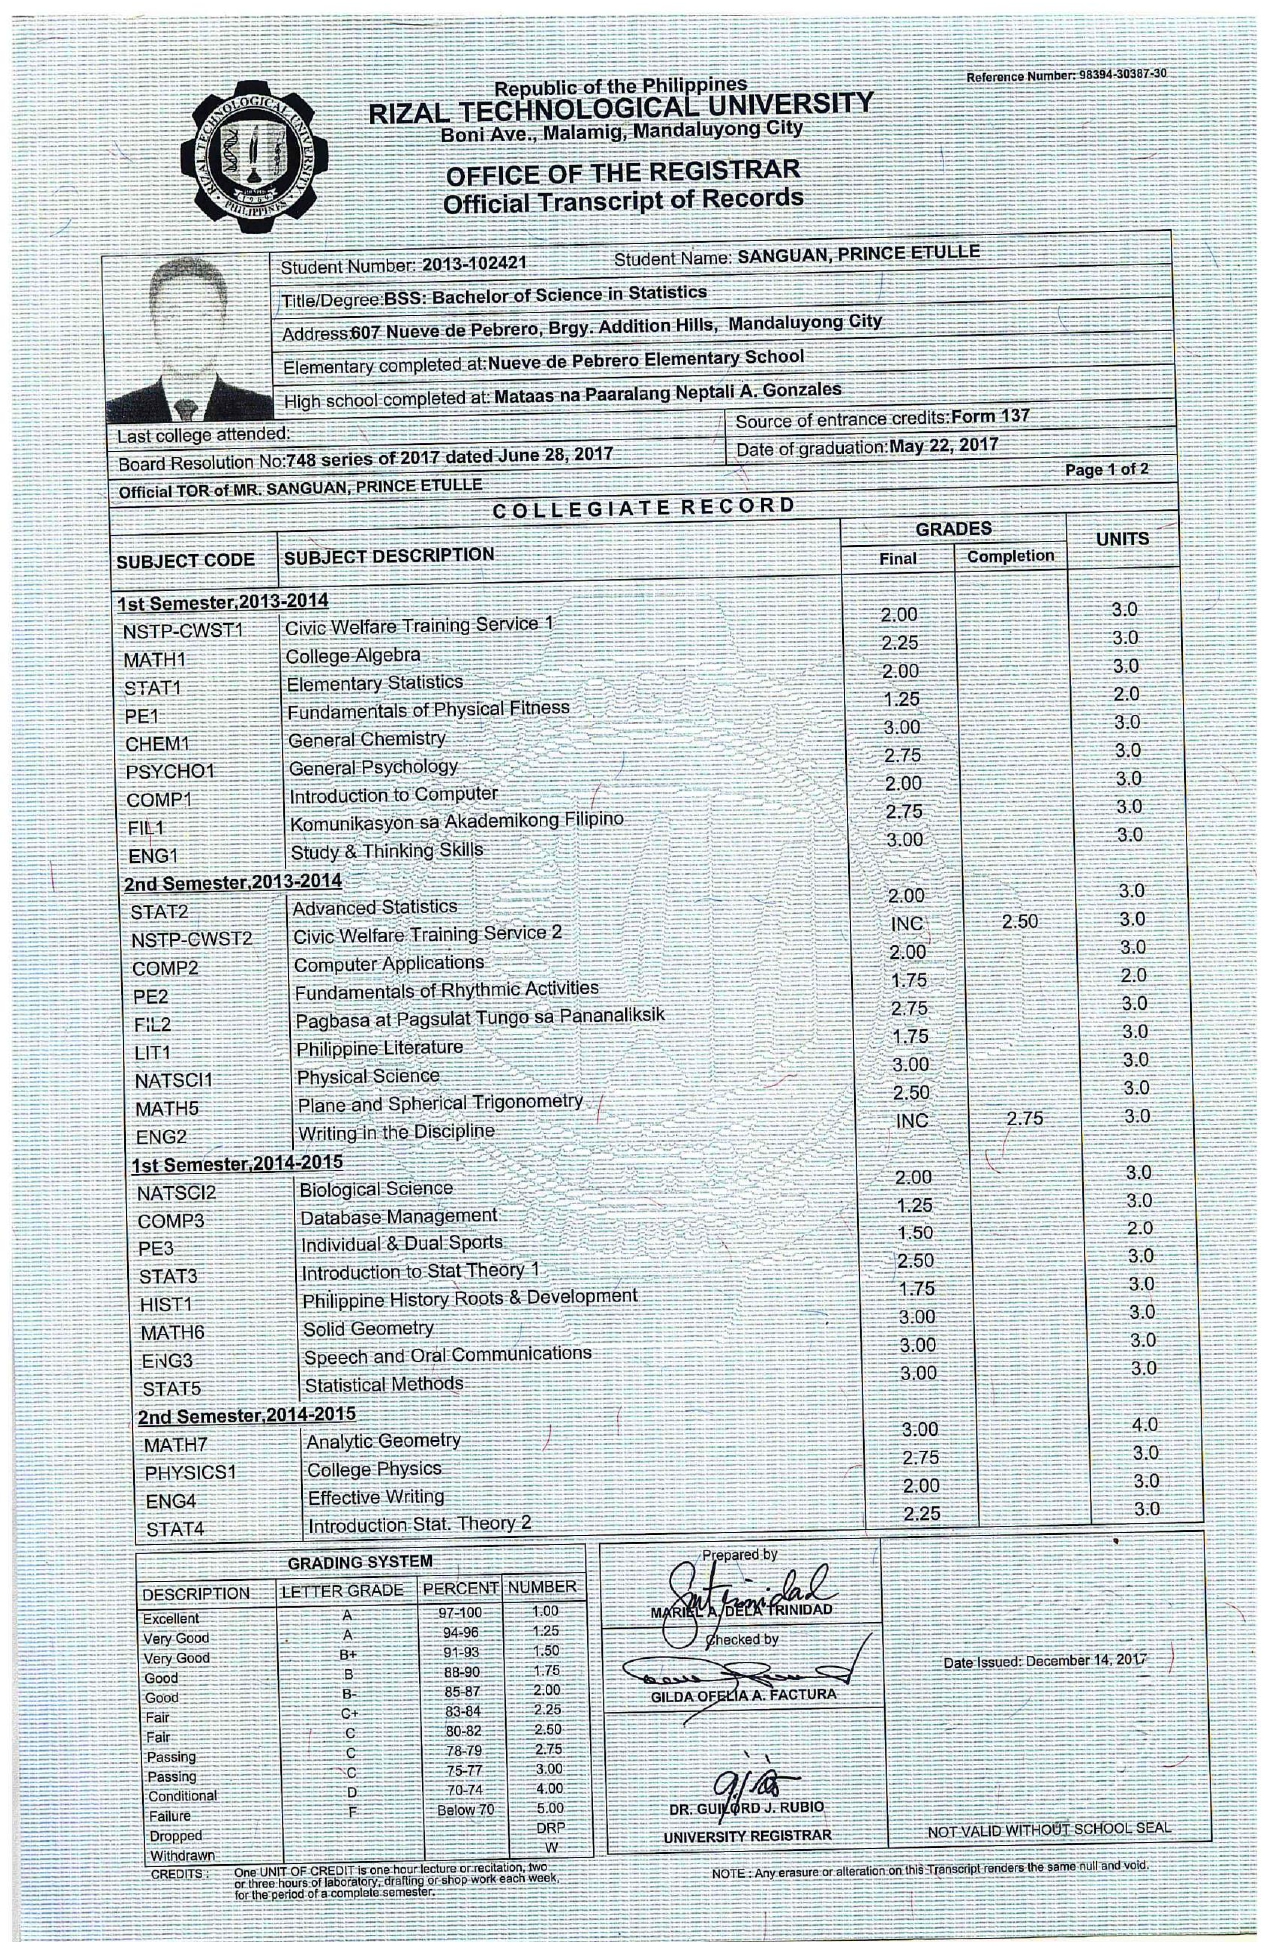 Reference Number: 98394-30387-30
Republic of the Philippines
RIZAL TECHNOLOGICAL UNIVERSITY
Boni Ave., Malamig, Mandaluyong City
OFFICE OF THE REGISTRAR
Official Transcript of Records
RIZAL TECHNOLOGICAL UNIVERSITY
1969
PHILIPPINES
Student Number: 2013-102421 Student Name: SANGUAN, PRINCE ETULLE
Title/Degree:BSS: Bachelor of Science in Statistics
Address:607 Nueve de Pebrero, Brgy. Addition Hills, Mandaluyong City
Elementary completed at:Nueve de Pebrero Elementary School
High school completed at: Mataas na Paaralang Neptali A. Gonzales
Last college attended: Source of entrance credits:Form 137
Board Resolution No:748 series of 2017 dated June 28, 2017 Date of graduation:May 22, 2017
Official TOR of MR. SANGUAN, PRINCE ETULLE Page 1 of 2
COLLEGIATE RECORD
SUBJECT CODE SUBJECT DESCRIPTION GRADES UNITS
Final Completion
1st Semester,2013-2014
NSTP-CWST1 Civic Welfare Training Service 1 2.00 3.0
MATH1 College Algebra 2.25 3.0
STAT1 Elementary Statistics 2.00 3.0
PE1 Fundamentals of Physical Fitness 1.25 2.0
CHEM1 General Chemistry 3.00 3.0
PSYCHO1 General Psychology 2.75 3.0
COMP1 Introduction to Computer 2.00 3.0
FIL1 Komunikasyon sa Akademikong Filipino 2.75 3.0
ENG1 Study & Thinking Skills 3.00 3.0
2nd Semester,2013-2014
STAT2 Advanced Statistics 2.00 3.0
NSTP-CWST2 Civic Welfare Training Service 2 INC 2.50 3.0
COMP2 Computer Applications 2.00 3.0
PE2 Fundamentals of Rhythmic Activities 1.75 2.0
FIL2 Pagbasa at Pagsulat Tungo sa Pananaliksik 2.75 3.0
LIT1 Philippine Literature 1.75 3.0
NATSCI1 Physical Science 3.00 3.0
MATH5 Plane and Spherical Trigonometry 2.50 3.0
ENG2 Writing in the Discipline INC 2.75 3.0
1st Semester,2014-2015
NATSCI2 Biological Science 2.00 3.0
COMP3 Database Management 1.25 3.0
PE3 Individual & Dual Sports 1.50 2.0
STAT3 Introduction to Stat Theory 1 2.50 3.0
HIST1 Philippine History Roots & Development 1.75 3.0
MATH6 Solid Geometry 3.00 3.0
ENG3 Speech and Oral Communications 3.00 3.0
STAT5 Statistical Methods 3.00 3.0
2nd Semester,2014-2015
MATH7 Analytic Geometry 3.00 4.0
PHYSICS1 College Physics 2.75 3.0
ENG4 Effective Writing 2.00 3.0
STAT4 Introduction Stat. Theory 2 2.25 3.0
GRADING SYSTEM
DESCRIPTION LETTER GRADE PERCENT NUMBER
Excellent A 97-100 1.00
Very Good A 94-96 1.25
Very Good B+ 91-93 1.50
Good B 88-90 1.75
Good B- 85-87 2.00
Fair C+ 83-84 2.25
Fair C 80-82 2.50
Passing C 78-79 2.75
Passing C 75-77 3.00
Conditional D 70-74 4.00
Failure F Below 70 5.00
Dropped DRP
Withdrawn W
Prepared by
MARIEL A. DELA TRINIDAD
Checked by
GILDA OFELIA A. FACTURA
DR. GUILORD J. RUBIO
UNIVERSITY REGISTRAR
Date Issued: December 14, 2017
NOT VALID WITHOUT SCHOOL SEAL
CREDITS : One UNIT OF CREDIT is one hour lecture or recitation, two
or three hours of laboratory, drafting or shop work each week,
for the period of a complete semester.
NOTE : Any erasure or alteration on this Transcript renders the same null and void.